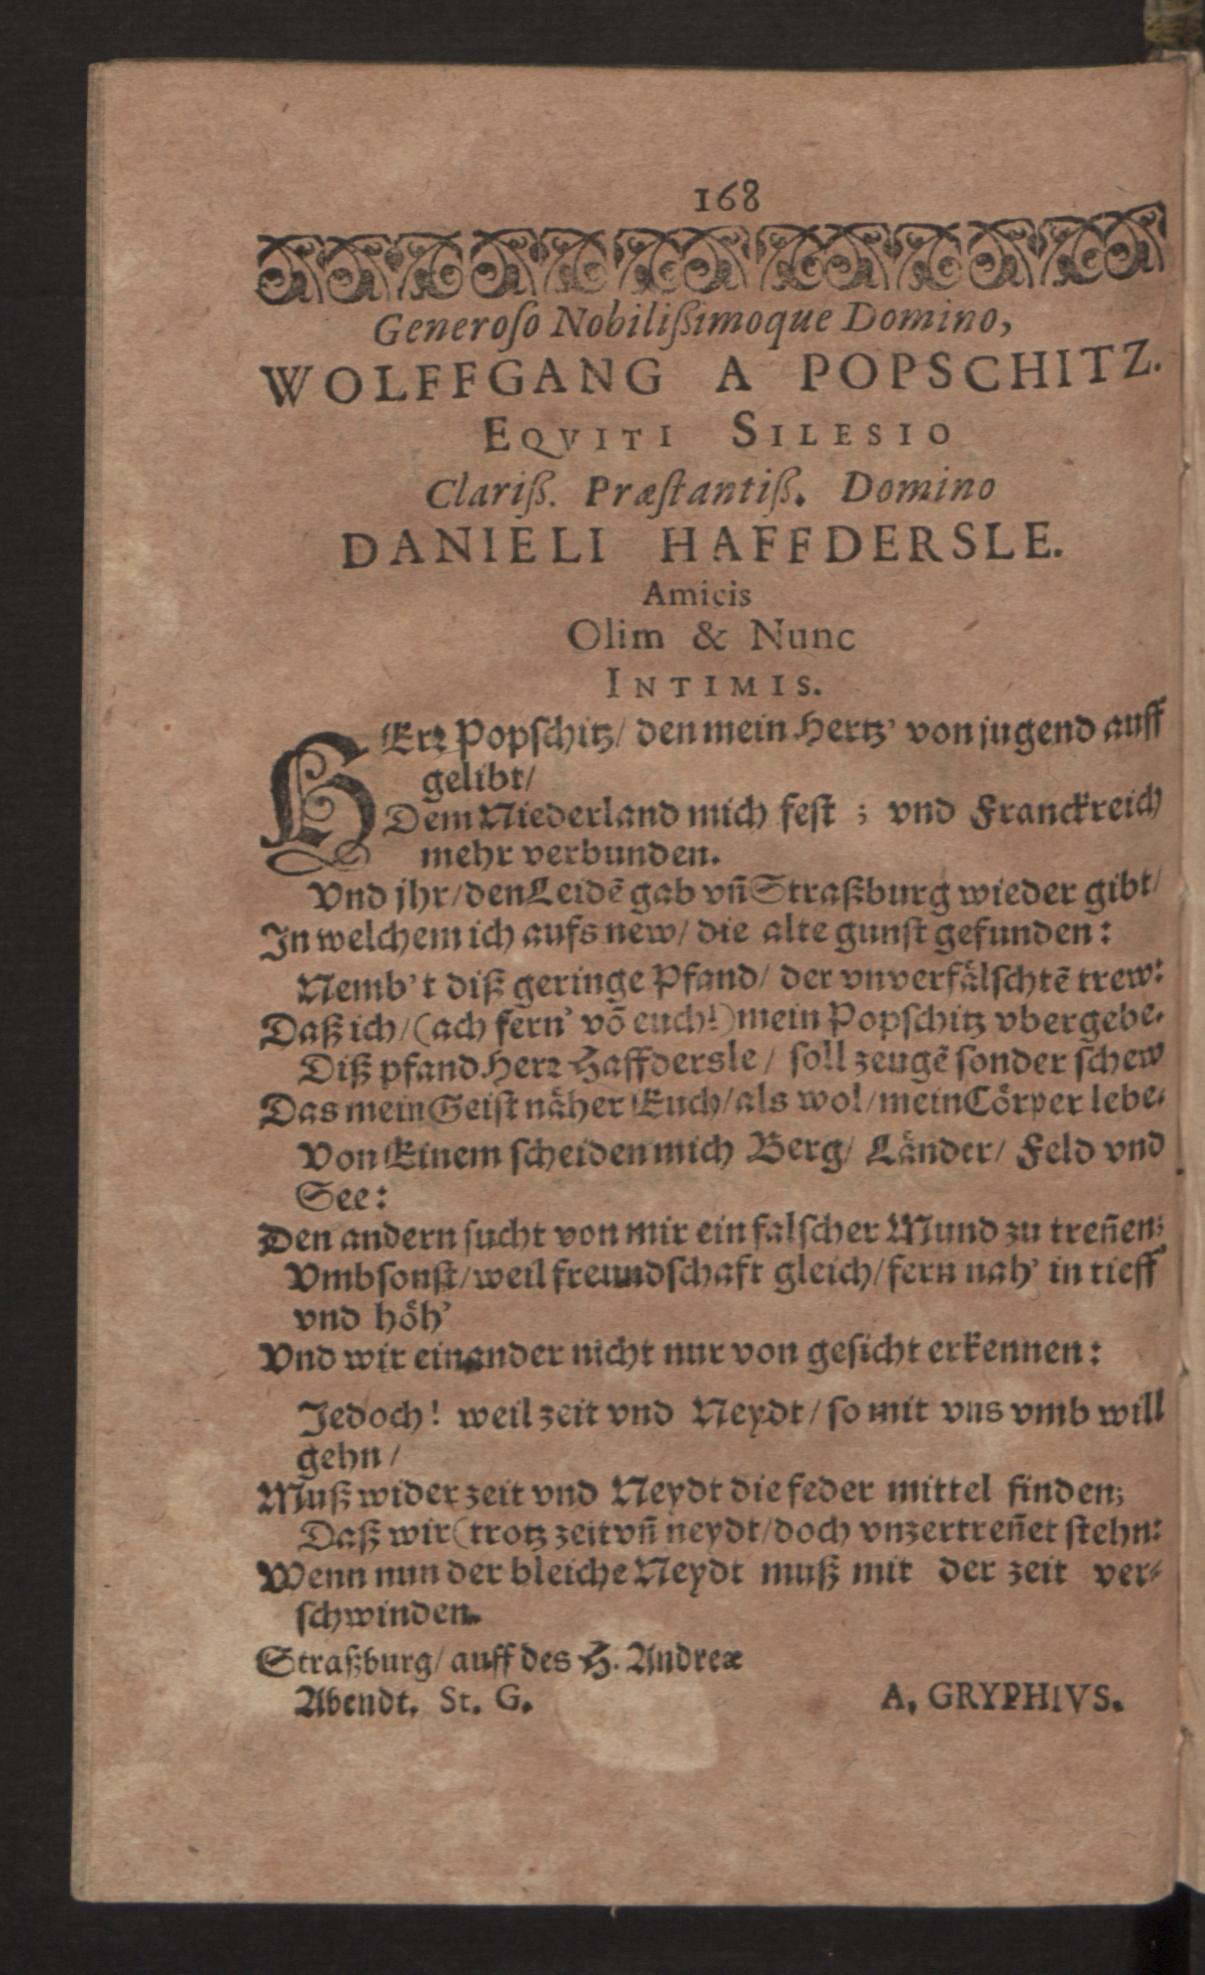 168
Generoso Nobilißimoque Domino,
WOLFFGANG A POPSCHITZ.
EQVITI SILESIO
Clariß. Præstantiß. Domino
DANIELI HAFFDERSLE.
Amicis
Olim & Nunc
INTIMIS.
HErꝛ Popschitz/ den mein Hertz' von jugend auff
gelibt/
Dem Niederland mich fest ; vnd Franckreich
mehr verbunden.
Vnd jhr/ den Leidẽ gab vñ Straßburg wieder gibt/
In welchem ich aufs new/ die alte gunst gefunden:
Nemb't diß geringe Pfand/ der vnverfälschtẽ trew:
Daß ich/ (ach fern' võ euch!) mein Popschitz vbergebe.
Diß pfand Herꝛ Haffdersle/ soll zeugẽ sonder schew
Das mein Geist näher Euch/ als wol/ mein Cörper lebe.
Von Einem scheiden mich Berg/ Länder/ Feld vnd
See:
Den andern sucht von mir ein falscher Mund zu treñen;
Vmbsonst/ weil freundschaft gleich/ fern nah' in tieff
vnd höh'
Vnd wir einander nicht nur von gesicht erkennen:
Jedoch! weil zeit vnd Neydt/ so mit vns vmb will
gehn/
Muß wider zeit vnd Neydt die feder mittel finden;
Daß wir (trotz zeit vñ neydt/ doch vnzertreñet stehn:
Wenn nun der bleiche Neydt muß mit der zeit ver-
schwinden.
Straßburg/ auff des H. Andreæ
Abendt. St. G. A. GRYPHIVS.